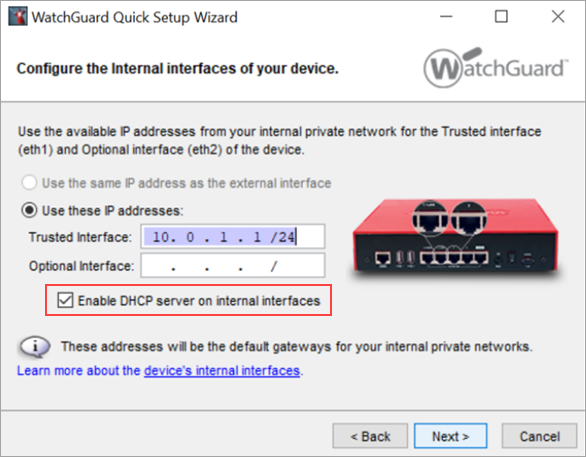 WatchGuard Quick Setup Wizard
Configure the Internal interfaces of your device.
WatchGuard
Use the available IP addresses from your internal private network for the Trusted interface
(eth1) and Optional interface (eth2) of the device.
Use the same IP address as the external interface
Use these IP addresses:
Trusted Interface: 10. 0 . 1 . 1 /24
Optional Interface: . . . /
Enable DHCP server on internal interfaces
These addresses will be the default gateways for your internal private networks.
Learn more about the device's internal interfaces.
< Back Next > Cancel